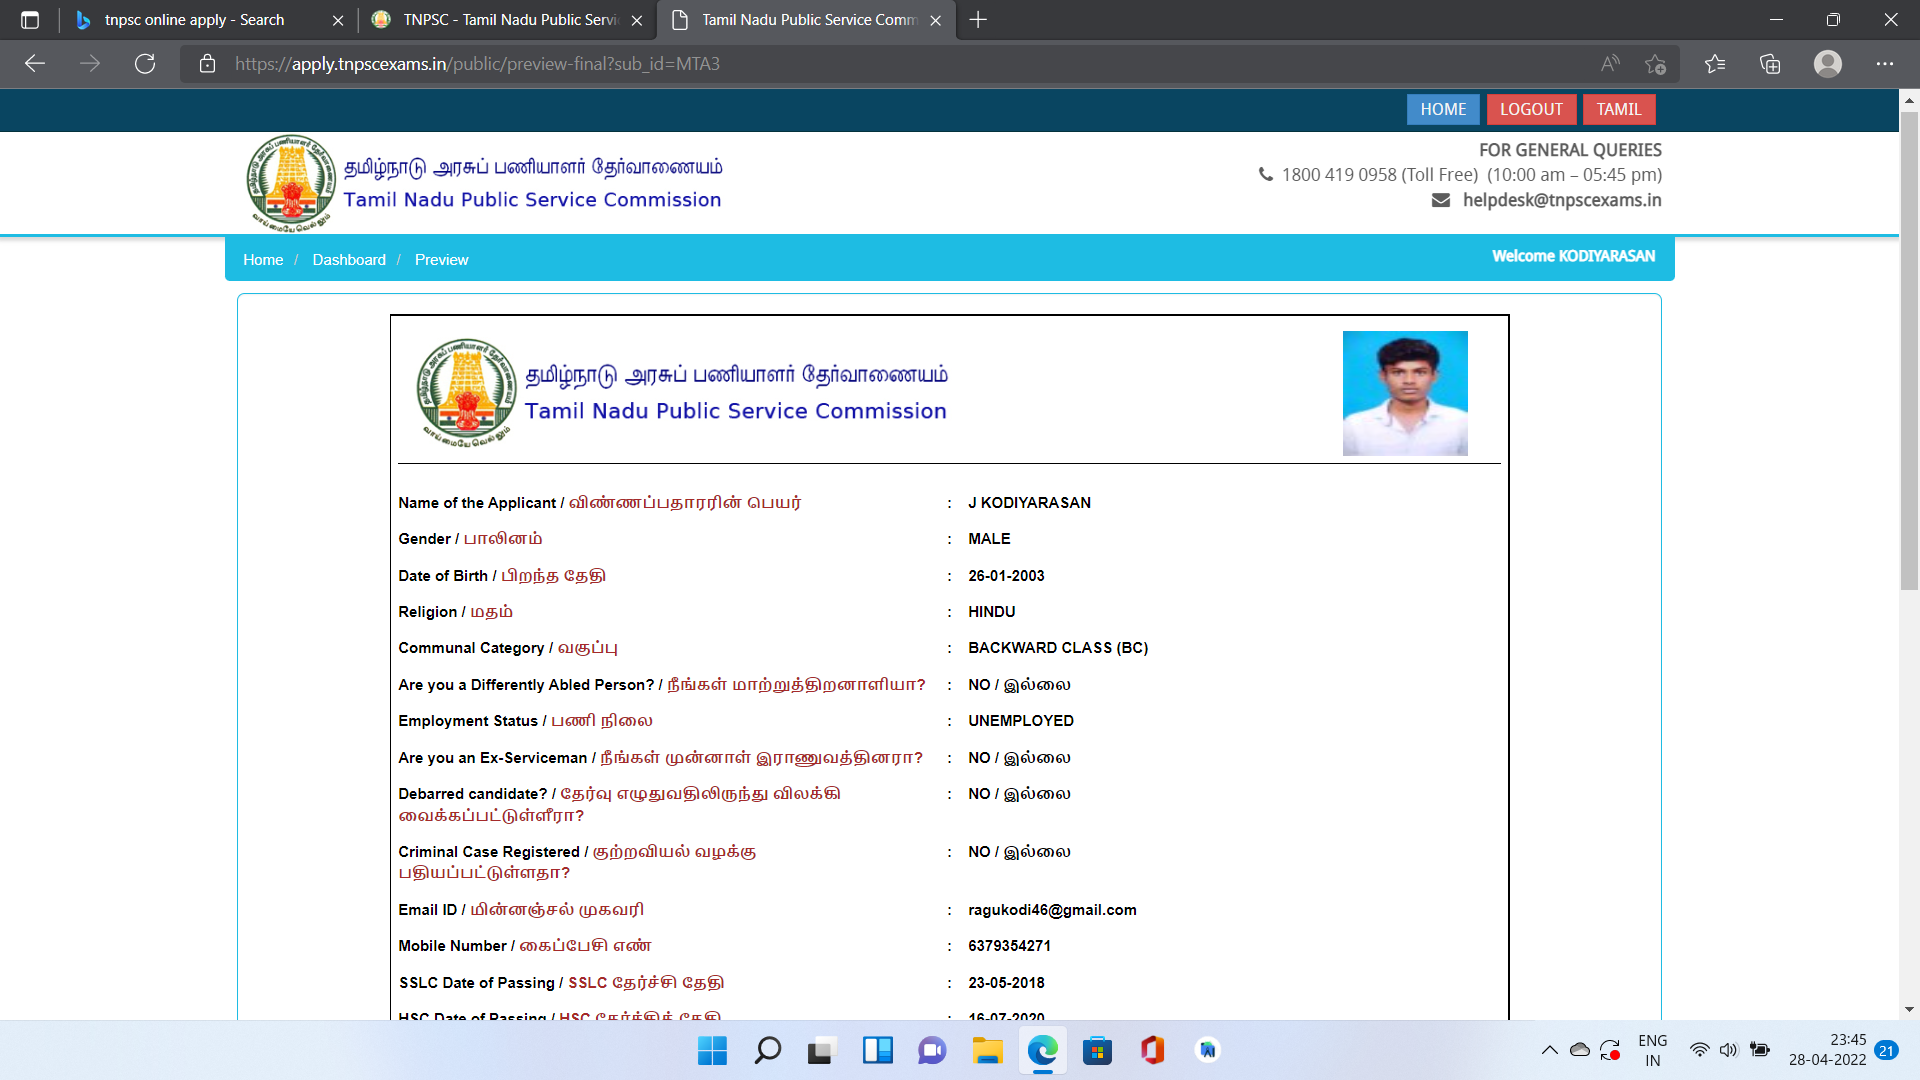 tnpsc online apply - Search
TNPSC - Tamil Nadu Public Servi
Tamil Nadu Public Service Comm
https://apply.tnpscexams.in/public/preview-final?sub_id=MTA3
HOME LOGOUT TAMIL
தமிழ்நாடு அரசுப் பணியாளர் தேர்வாணையம்
Tamil Nadu Public Service Commission
FOR GENERAL QUERIES
1800 419 0958 (Toll Free) (10:00 am – 05:45 pm)
helpdesk@tnpscexams.in
Home / Dashboard / Preview
Welcome KODIYARASAN
தமிழ்நாடு அரசுப் பணியாளர் தேர்வாணையம்
Tamil Nadu Public Service Commission
Name of the Applicant / விண்ணப்பதாரரின் பெயர் : J KODIYARASAN
Gender / பாலினம் : MALE
Date of Birth / பிறந்த தேதி : 26-01-2003
Religion / மதம் : HINDU
Communal Category / வகுப்பு : BACKWARD CLASS (BC)
Are you a Differently Abled Person? / நீங்கள் மாற்றுத்திறனாளியா? : NO / இல்லை
Employment Status / பணி நிலை : UNEMPLOYED
Are you an Ex-Serviceman / நீங்கள் முன்னாள் இராணுவத்தினரா? : NO / இல்லை
Debarred candidate? / தேர்வு எழுதுவதிலிருந்து விலக்கி : NO / இல்லை
வைக்கப்பட்டுள்ளீரா?
Criminal Case Registered / குற்றவியல் வழக்கு : NO / இல்லை
பதியப்பட்டுள்ளதா?
Email ID / மின்னஞ்சல் முகவரி : ragukodi46@gmail.com
Mobile Number / கைப்பேசி எண் : 6379354271
SSLC Date of Passing / SSLC தேர்ச்சி தேதி : 23-05-2018
HSC Date of Passing / HSC தேர்ச்சித் தேதி : 16-07-2020
ENG
IN
23:45
28-04-2022
21